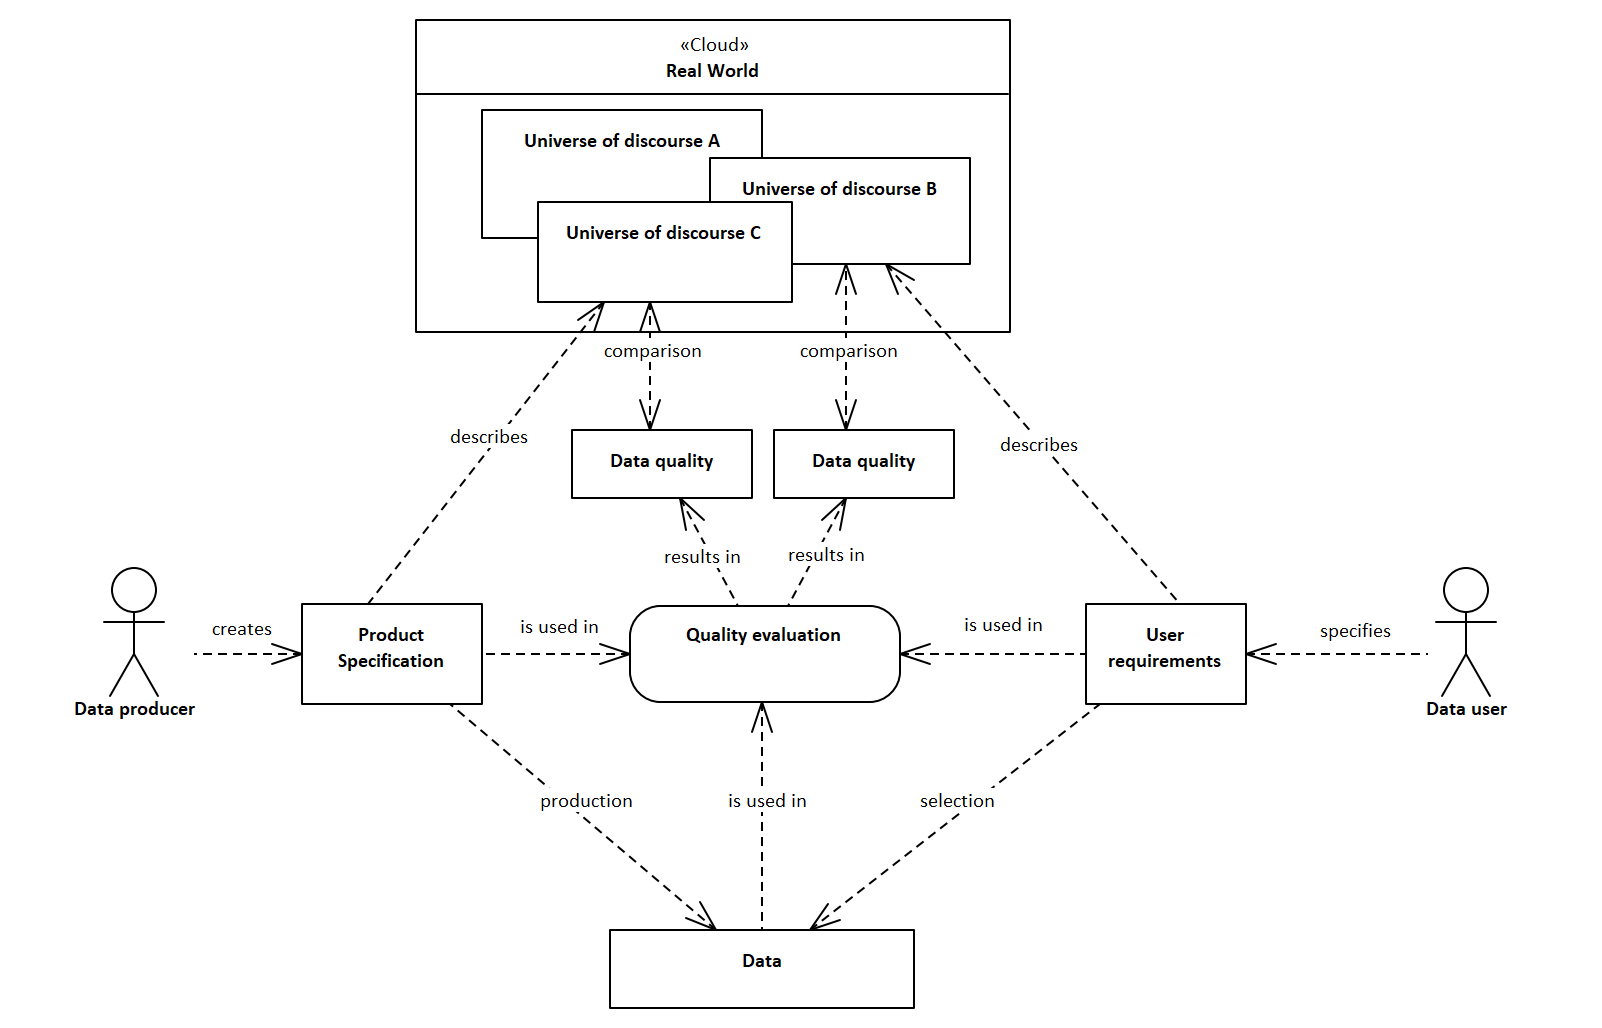 «Cloud»
Real World
Universe of discourse A
Universe of discourse B
Universe of discourse C
comparison
comparison
describes
describes
Data quality
Data quality
results in
results in
creates
is used in
is used in
specifies
Product
Specification
Quality evaluation
User
requirements
Data producer
Data user
production
is used in
selection
Data